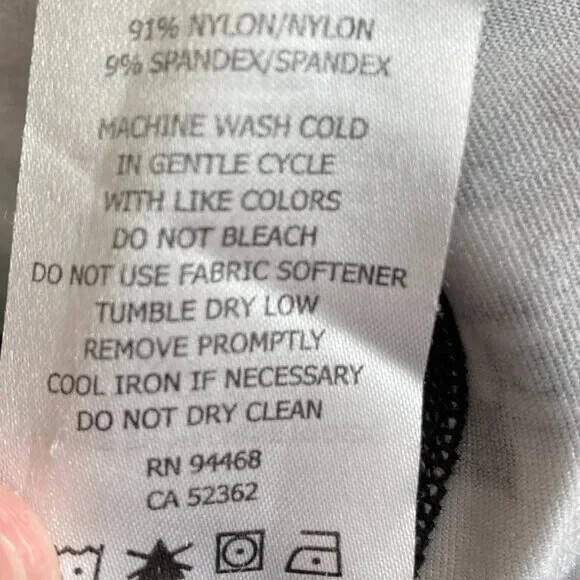 91% NYLON/NYLON
9% SPANDEX/SPANDEX
MACHINE WASH COLD
IN GENTLE CYCLE
WITH LIKE COLORS
DO NOT BLEACH
DO NOT USE FABRIC SOFTENER
TUMBLE DRY LOW
REMOVE PROMPTLY
COOL IRON IF NECESSARY
DO NOT DRY CLEAN
RN 94468
CA 52362